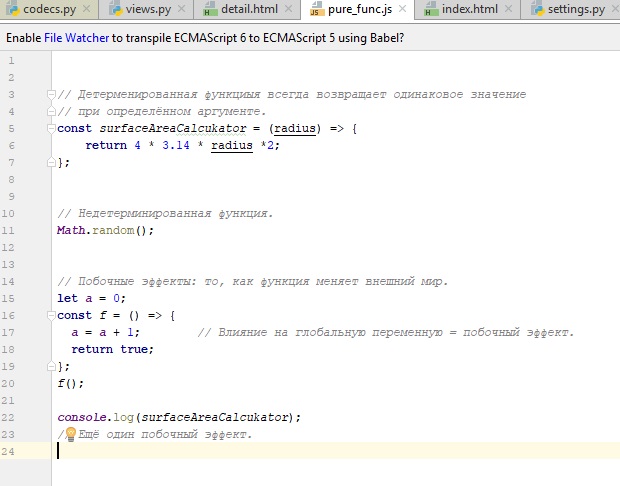 codecs.py views.py detail.html pure_func.js index.html settings.py
Enable File Watcher to transpile ECMAScript 6 to ECMAScript 5 using Babel?
1
2
3 // Детерменированная функциыя всегда возвращает одинаковое значение
4 // при определённом аргументе.
5 const surfaceAreaCalcukator = (radius) => {
6 return 4 * 3.14 * radius *2;
7 };
8
9
10 // Недетерминированная функция.
11 Math.random();
12
13
14 // Побочные эффекты: то, как функция меняет внешний мир.
15 let a = 0;
16 const f = () => {
17 a = a + 1; // Влияние на глобальную переменную = побочный эффект.
18 return true;
19 };
20 f();
21
22 console.log(surfaceAreaCalcukator);
23 // Ещё один побочный эффект.
24